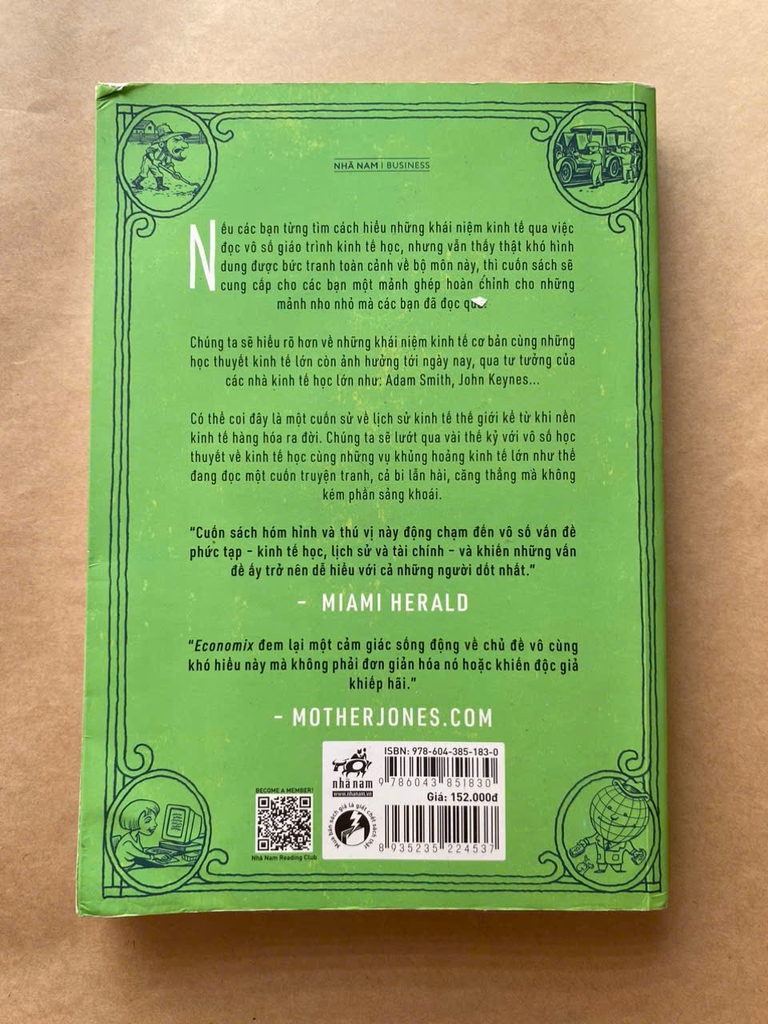 NHÃ NAM | BUSINESS
Nếu các bạn từng tìm cách hiểu những khái niệm kinh tế qua việc
đọc vô số giáo trình kinh tế học, nhưng vẫn thấy thật khó hình
dung được bức tranh toàn cảnh về bộ môn này, thì cuốn sách sẽ
cung cấp cho các bạn một mảnh ghép hoàn chỉnh cho những
mảnh nho nhỏ mà các bạn đã đọc qua.
Chúng ta sẽ hiểu rõ hơn về những khái niệm kinh tế cơ bản cùng những
học thuyết kinh tế lớn còn ảnh hưởng tới ngày nay, qua tư tưởng của
các nhà kinh tế học lớn như: Adam Smith, John Keynes...
Có thể coi đây là một cuốn sử về lịch sử kinh tế thế giới kể từ khi nền
kinh tế hàng hóa ra đời. Chúng ta sẽ lướt qua vài thế kỷ với vô số học
thuyết về kinh tế học cùng những vụ khủng hoảng kinh tế lớn như thể
đang đọc một cuốn truyện tranh, cả bi lẫn hài, căng thẳng mà không
kém phần sảng khoái.
“Cuốn sách hóm hỉnh và thú vị này động chạm đến vô số vấn đề
phức tạp - kinh tế học, lịch sử và tài chính - và khiến những vấn
đề ấy trở nên dễ hiểu với cả những người dốt nhất.”
- MIAMI HERALD
“Economix đem lại một cảm giác sống động về chủ đề vô cùng
khó hiểu này mà không phải đơn giản hóa nó hoặc khiến độc giả
khiếp hãi.”
- MOTHERJONES.COM
BECOME A MEMBER!
Nhã Nam Reading Club
nhã nam
www.nhanam.vn
Mua bán sách giả là giết chết sách thật
ISBN: 978-604-385-183-0
9 786043 851830
Giá: 152.000đ
8 935235 224537